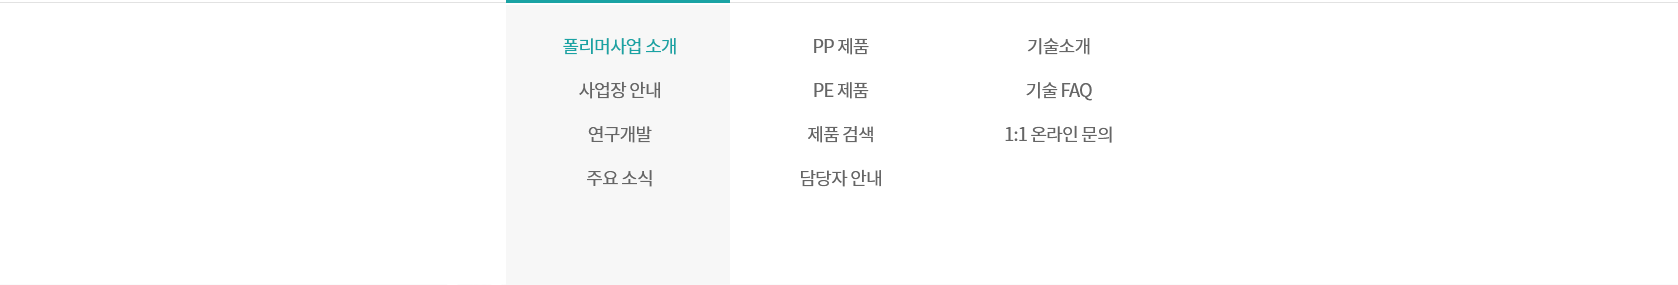 폴리머사업 소개
사업장 안내
연구개발
주요 소식
PP 제품
PE 제품
제품 검색
담당자 안내
기술소개
기술 FAQ
1:1 온라인 문의